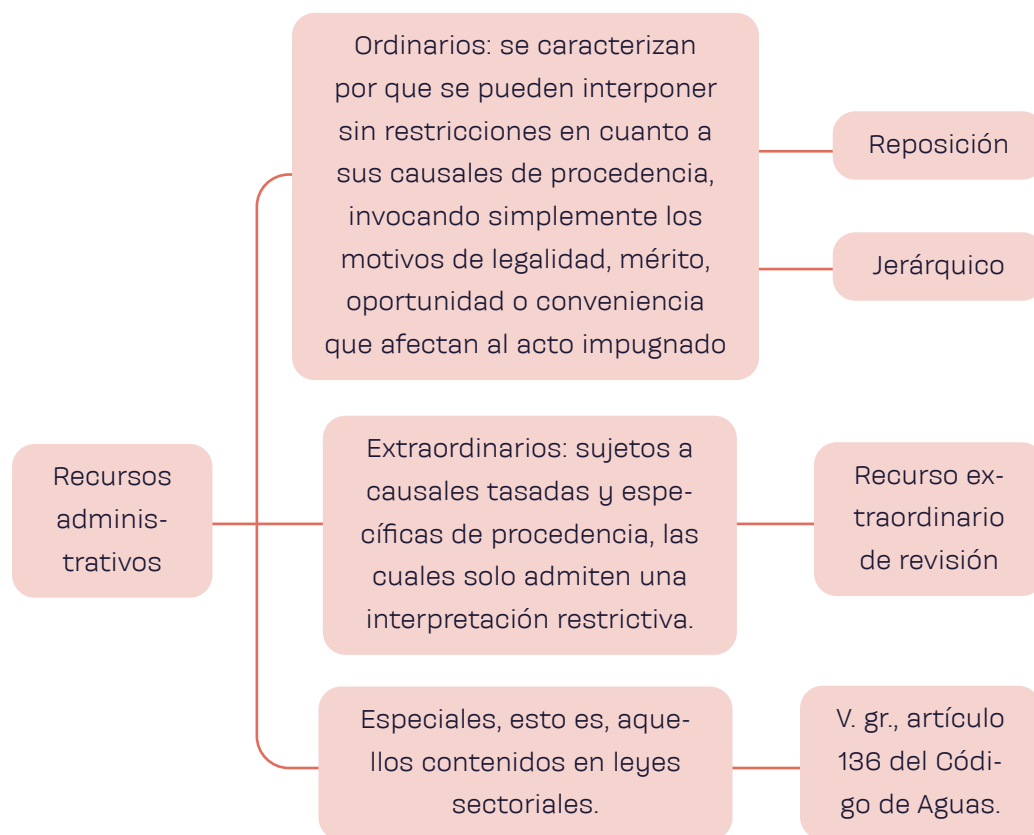 Recursos
adminis-
trativos
Ordinarios: se caracterizan
por que se pueden interponer
sin restricciones en cuanto a
sus causales de procedencia,
invocando simplemente los
motivos de legalidad, mérito,
oportunidad o conveniencia
que afectan al acto impugnado
Reposición
Jerárquico
Extraordinarios: sujetos a
causales tasadas y espe-
cíficas de procedencia, las
cuales solo admiten una
interpretación restrictiva.
Recurso ex-
traordinario
de revisión
Especiales, esto es, aque-
llos contenidos en leyes
sectoriales.
V. gr., artículo
136 del Códi-
go de Aguas.